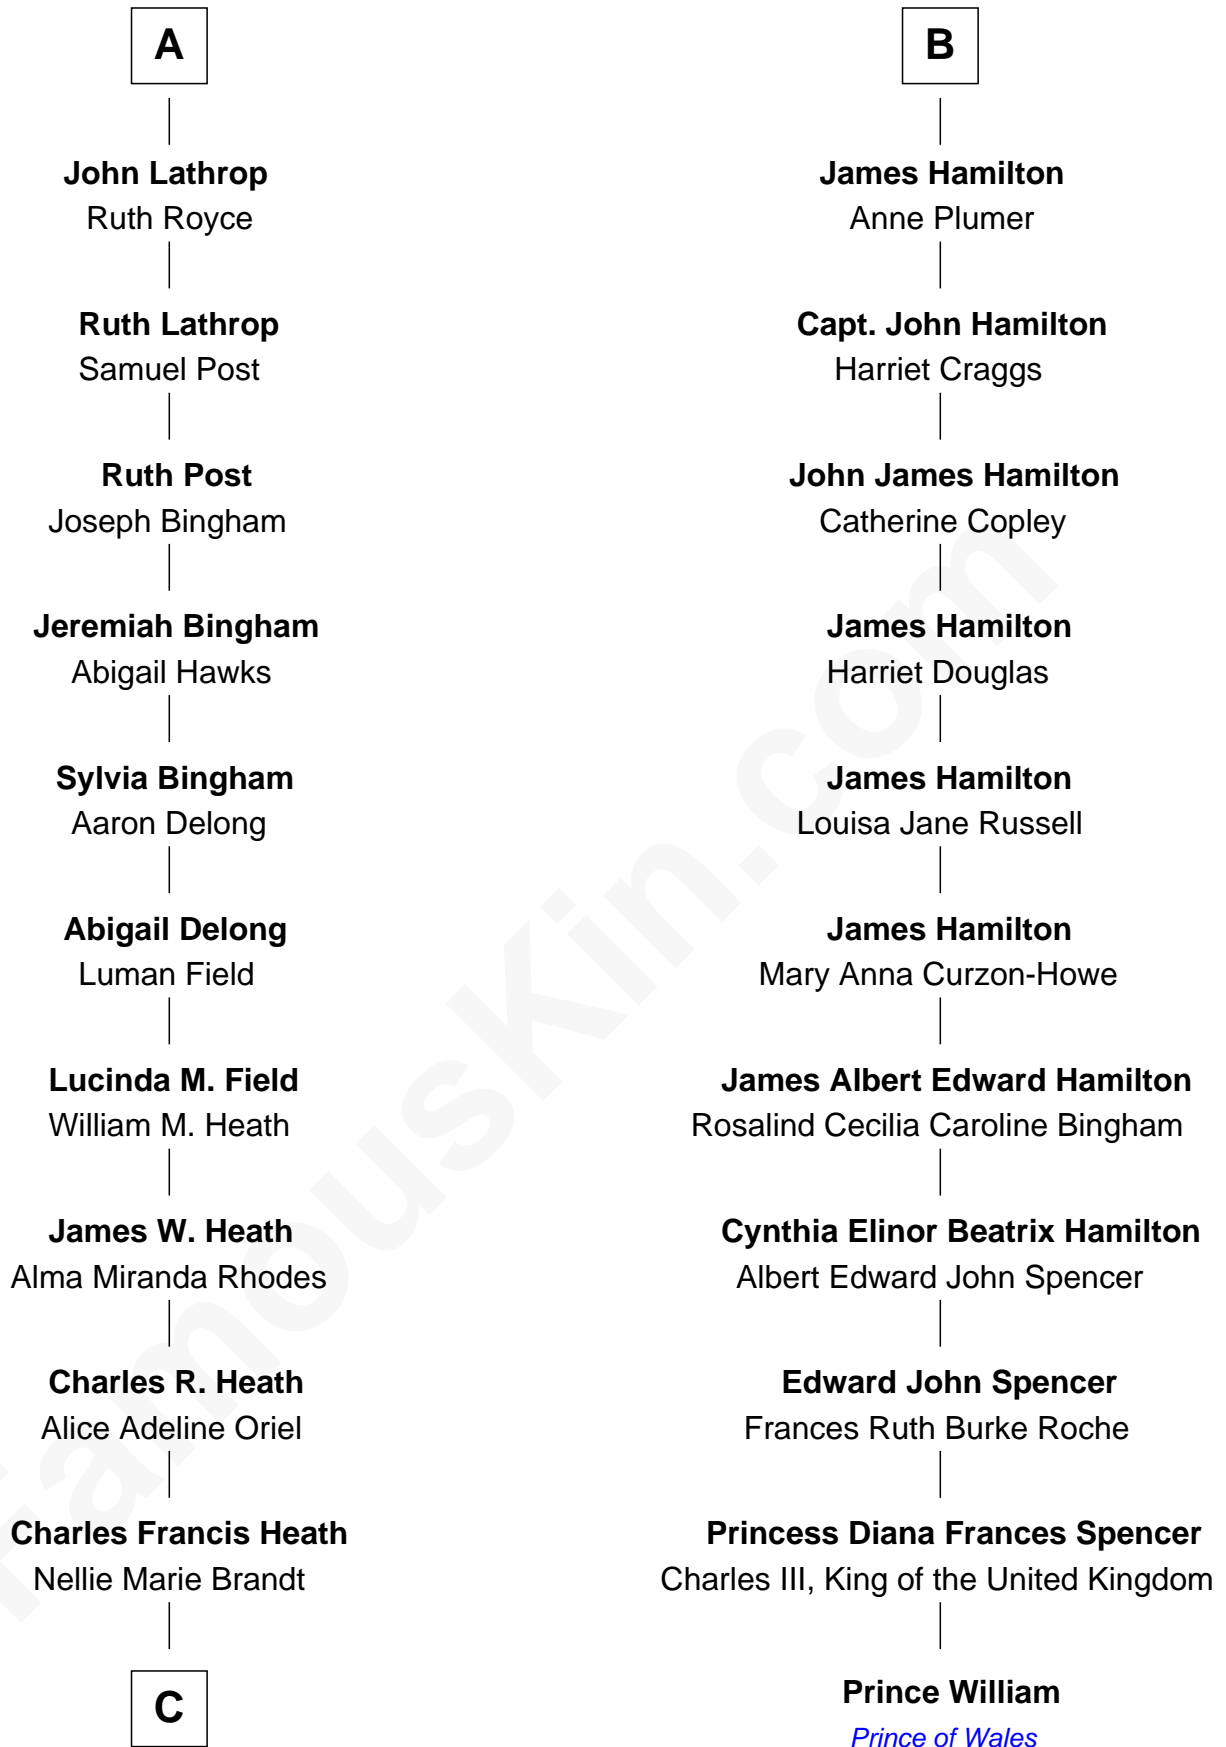 A
John Lathrop
Ruth Royce
Ruth Lathrop
Samuel Post
Ruth Post
Joseph Bingham
Jeremiah Bingham
Abigail Hawks
Sylvia Bingham
Aaron Delong
Abigail Delong
Luman Field
Lucinda M. Field
William M. Heath
James W. Heath
Alma Miranda Rhodes
Charles R. Heath
Alice Adeline Oriel
Charles Francis Heath
Nellie Marie Brandt
C
B
James Hamilton
Anne Plumer
Capt. John Hamilton
Harriet Craggs
John James Hamilton
Catherine Copley
James Hamilton
Harriet Douglas
James Hamilton
Louisa Jane Russell
James Hamilton
Mary Anna Curzon-Howe
James Albert Edward Hamilton
Rosalind Cecilia Caroline Bingham
Cynthia Elinor Beatrix Hamilton
Albert Edward John Spencer
Edward John Spencer
Frances Ruth Burke Roche
Princess Diana Frances Spencer
Charles III, King of the United Kingdom
Prince William
Prince of Wales
FamousKin.com